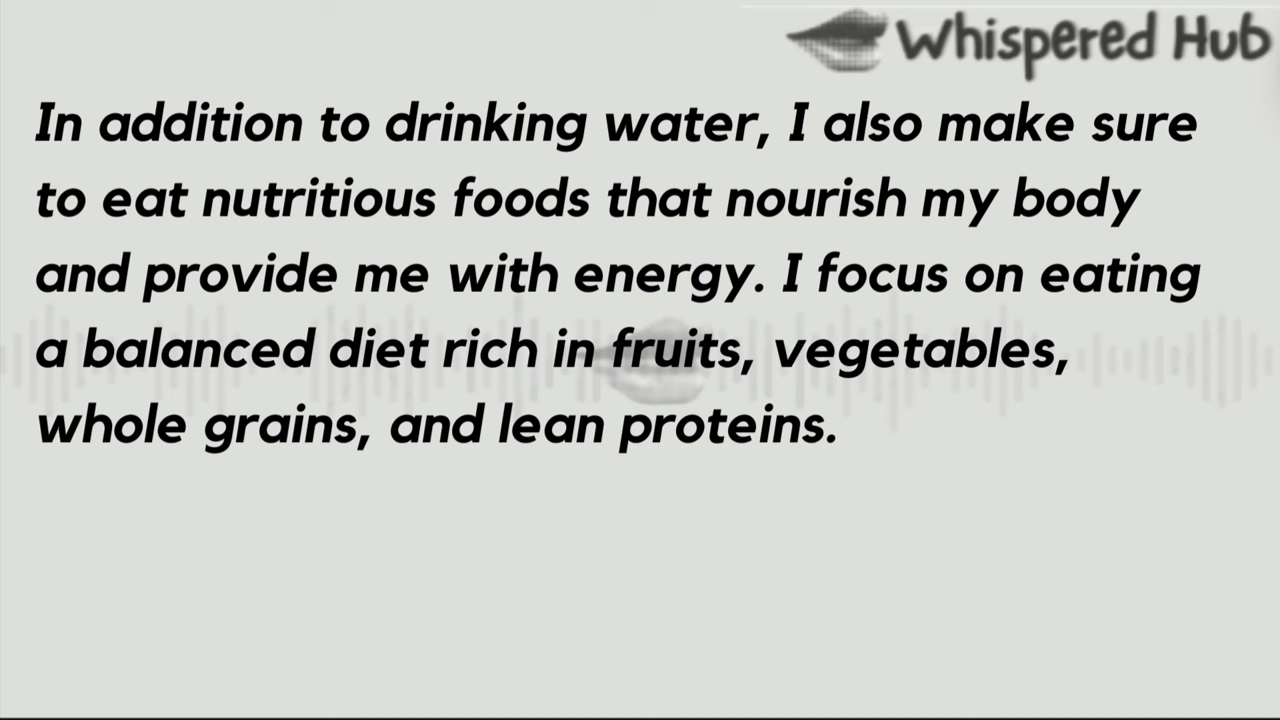 Whispered Hub
In addition to drinking water, I also make sure
to eat nutritious foods that nourish my body
and provide me with energy. I focus on eating
a balanced diet rich in fruits, vegetables,
whole grains, and lean proteins.